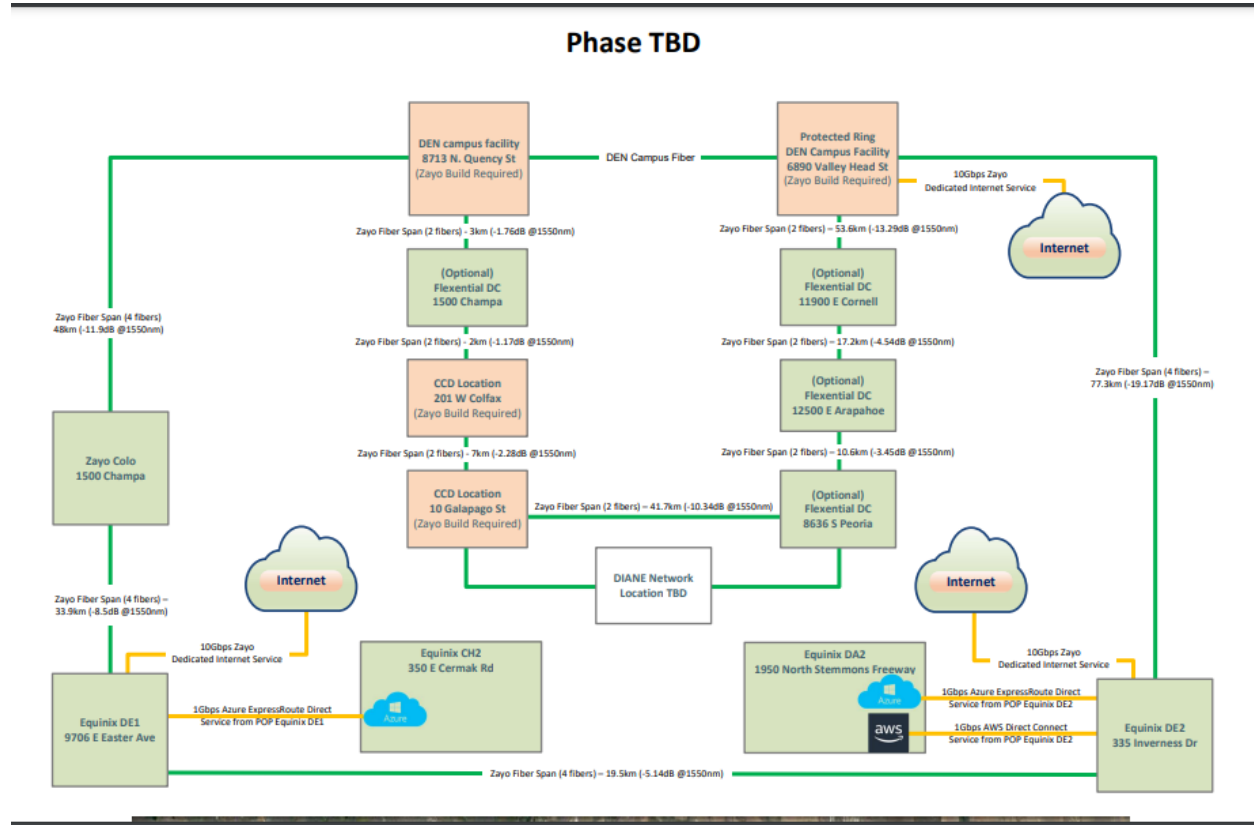 Phase TBD
DEN campus facility
8713 N. Quency St
(Zayo Build Required)
DEN Campus Fiber
Protected Ring
DEN Campus Facility
6890 Valley Head St
(Zayo Build Required)
10Gbps Zayo
Dedicated Internet Service
Internet
Zayo Fiber Span (2 fibers) - 3km (-1.76dB @1550nm)
Zayo Fiber Span (2 fibers) – 53.6km (-13.29dB @1550nm)
(Optional)
Flexential DC
1500 Champa
(Optional)
Flexential DC
11900 E Cornell
Zayo Fiber Span (4 fibers)
48km (-11.9dB @1550nm)
Zayo Fiber Span (2 fibers) - 2km (-1.17dB @1550nm)
Zayo Fiber Span (2 fibers) – 17.2km (-4.54dB @1550nm)
Zayo Fiber Span (4 fibers) –
77.3km (-19.17dB @1550nm)
CCD Location
201 W Colfax
(Zayo Build Required)
(Optional)
Flexential DC
12500 E Arapahoe
Zayo Colo
1500 Champa
Zayo Fiber Span (2 fibers) - 7km (-2.28dB @1550nm)
Zayo Fiber Span (2 fibers) – 10.6km (-3.45dB @1550nm)
CCD Location
10 Galapago St
(Zayo Build Required)
Zayo Fiber Span (2 fibers) – 41.7km (-10.34dB @1550nm)
(Optional)
Flexential DC
8636 S Peoria
Internet
DIANE Network
Location TBD
Internet
Zayo Fiber Span (4 fibers) –
33.9km (-8.5dB @1550nm)
10Gbps Zayo
Dedicated Internet Service
Equinix CH2
350 E Cermak Rd
Equinix DA2
1950 North Stemmons Freeway
10Gbps Zayo
Dedicated Internet Service
Equinix DE1
9706 E Easter Ave
1Gbps Azure ExpressRoute Direct
Service from POP Equinix DE1
Azure
Azure
1Gbps Azure ExpressRoute Direct
Service from POP Equinix DE2
aws
1Gbps AWS Direct Connect
Service from POP Equinix DE2
Equinix DE2
335 Inverness Dr
Zayo Fiber Span (4 fibers) – 19.5km (-5.14dB @1550nm)